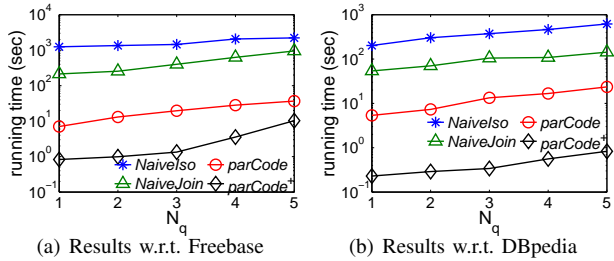 running time (sec)
10^4
10^3
10^2
10^1
10^0
10^-1
NaiveIso
parCode
NaiveJoin
parCode^+
1 2 3 4 5
N_q
(a) Results w.r.t. Freebase
running time (sec)
10^3
10^2
10^1
10^0
10^-1
NaiveIso
parCode
NaiveJoin
parCode^+
1 2 3 4 5
N_q
(b) Results w.r.t. DBpedia